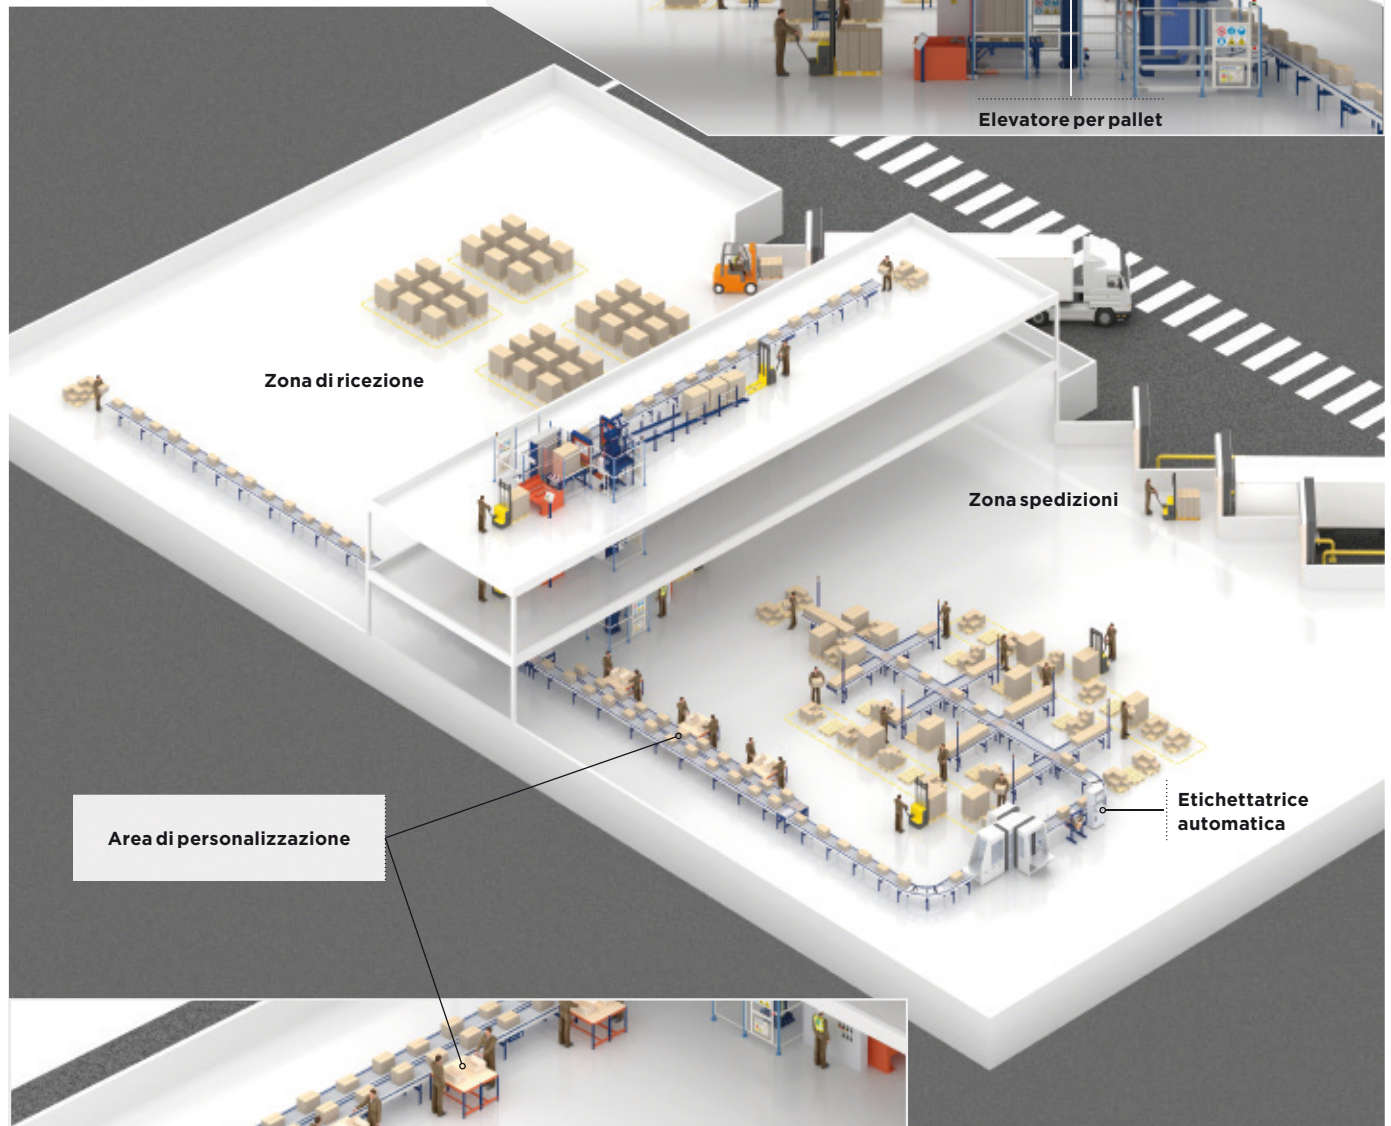 Elevatore per pallet
Zona di ricezione
Zona spedizioni
Etichettatrice
automatica
Area di personalizzazione